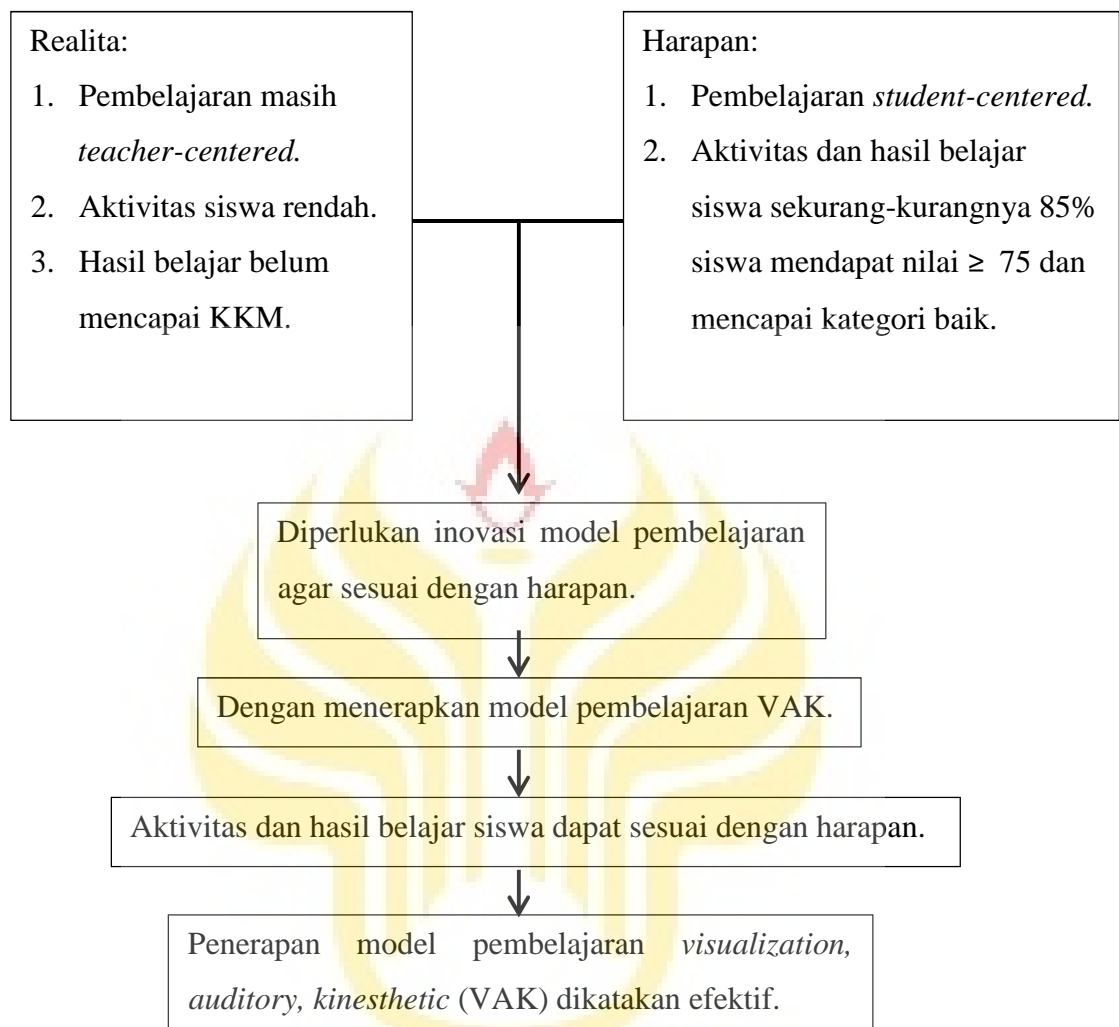 Realita:
1. Pembelajaran masih
teacher-centered.
2. Aktivitas siswa rendah.
3. Hasil belajar belum
mencapai KKM.
Harapan:
1. Pembelajaran student-centered.
2. Aktivitas dan hasil belajar
siswa sekurang-kurangnya 85%
siswa mendapat nilai ≥ 75 dan
mencapai kategori baik.
Diperlukan inovasi model pembelajaran
agar sesuai dengan harapan.
Dengan menerapkan model pembelajaran VAK.
Aktivitas dan hasil belajar siswa dapat sesuai dengan harapan.
Penerapan model pembelajaran visualization,
auditory, kinesthetic (VAK) dikatakan efektif.